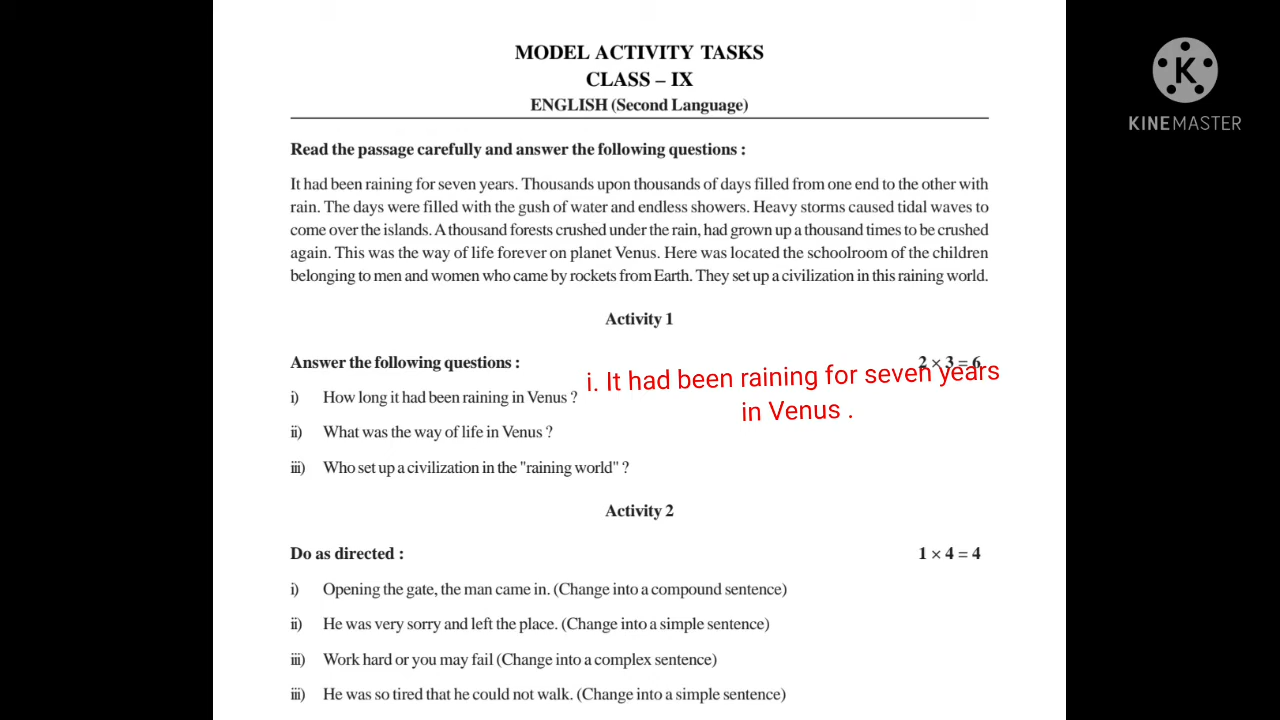 MODEL ACTIVITY TASKS
CLASS – IX
ENGLISH (Second Language)
KINEMASTER
Read the passage carefully and answer the following questions :
It had been raining for seven years. Thousands upon thousands of days filled from one end to the other with
rain. The days were filled with the gush of water and endless showers. Heavy storms caused tidal waves to
come over the islands. A thousand forests crushed under the rain, had grown up a thousand times to be crushed
again. This was the way of life forever on planet Venus. Here was located the schoolroom of the children
belonging to men and women who came by rockets from Earth. They set up a civilization in this raining world.
Activity 1
Answer the following questions : 2 × 3 = 6
i) How long it had been raining in Venus ?
i. It had been raining for seven years
in Venus .
ii) What was the way of life in Venus ?
iii) Who set up a civilization in the "raining world" ?
Activity 2
Do as directed : 1 × 4 = 4
i) Opening the gate, the man came in. (Change into a compound sentence)
ii) He was very sorry and left the place. (Change into a simple sentence)
iii) Work hard or you may fail (Change into a complex sentence)
iii) He was so tired that he could not walk. (Change into a simple sentence)